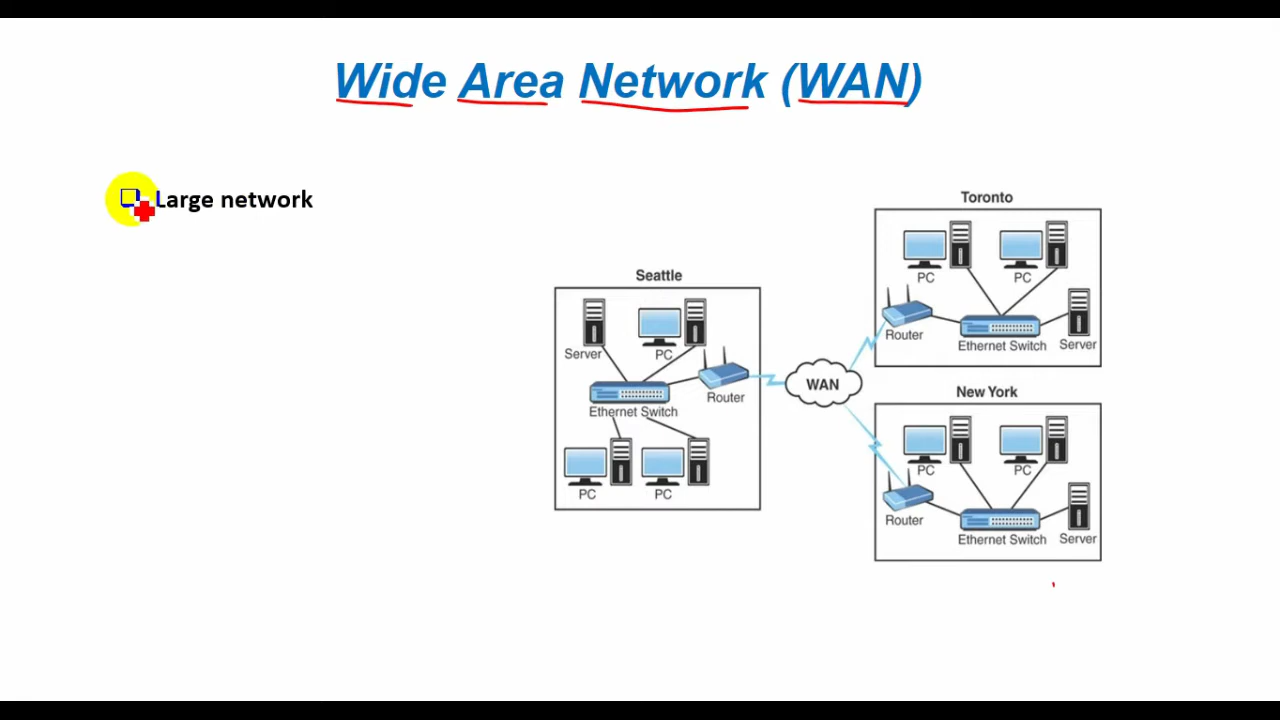 Wide Area Network (WAN)
Large network
Seattle
Server
PC
Router
Ethernet Switch
PC
PC
WAN
Toronto
PC
PC
Router
Ethernet Switch
Server
New York
PC
PC
Router
Ethernet Switch
Server